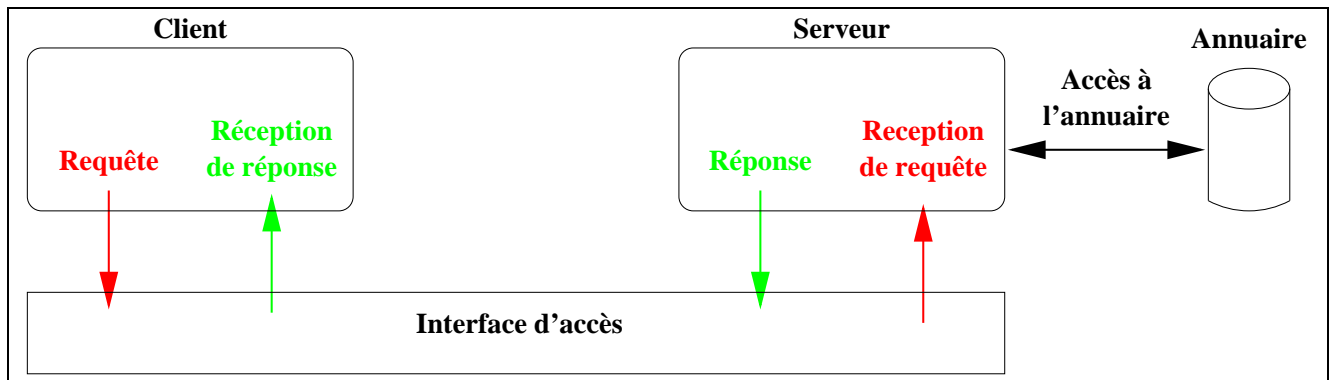 Client
Serveur
Annuaire
Accès à
l'annuaire
Requête
Réception
de réponse
Réponse
Reception
de requête
Interface d'accès